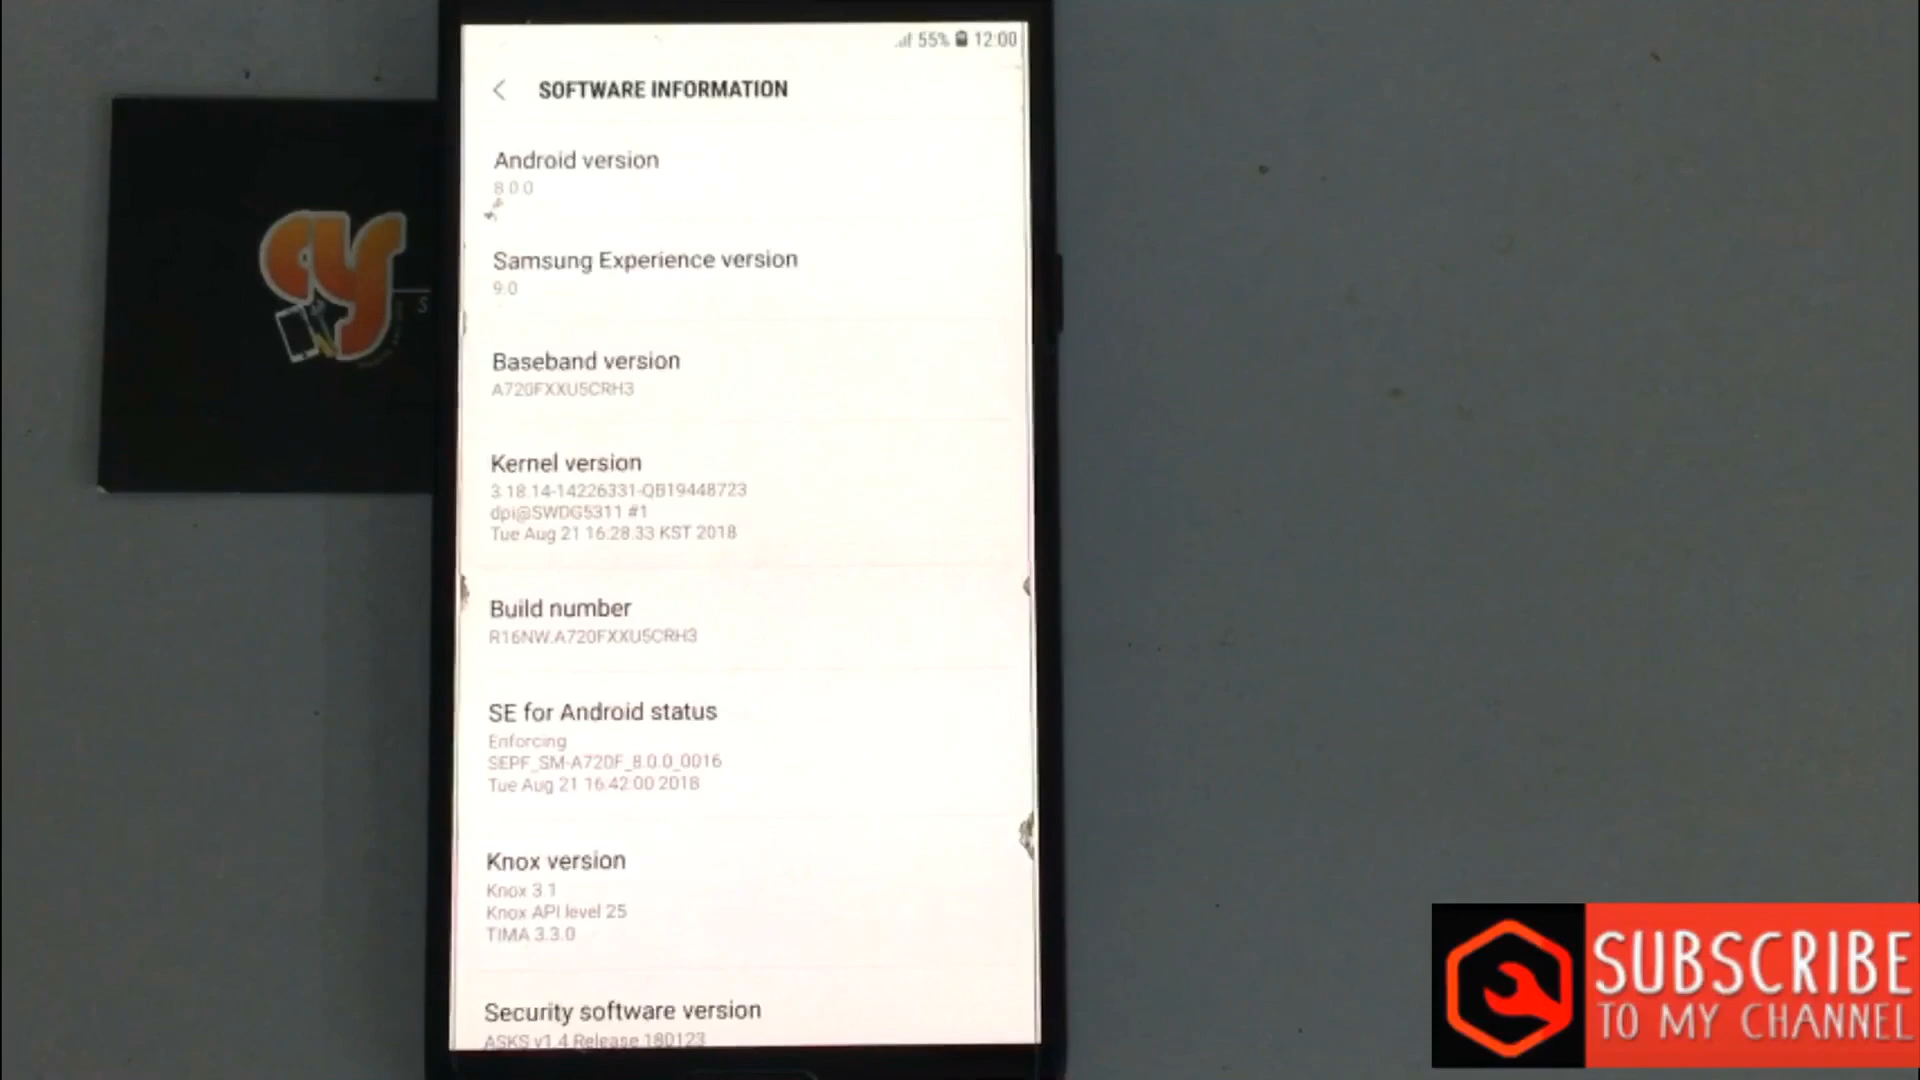 55% 12:00
SOFTWARE INFORMATION
Android version
8.0.0
Samsung Experience version
9.0
Baseband version
A720FXXU5CRH3
Kernel version
3.18.14-14226331-QB19448723
dpi@SWDG5311 #1
Tue Aug 21 16:28:33 KST 2018
Build number
R16NW.A720FXXU5CRH3
SE for Android status
Enforcing
SEPF_SM-A720F_8.0.0_0016
Tue Aug 21 16:42:00 2018
Knox version
Knox 3.1
Knox API level 25
TIMA 3.3.0
Security software version
ASKS v1.4 Release 180123
SUBSCRIBE
TO MY CHANNEL